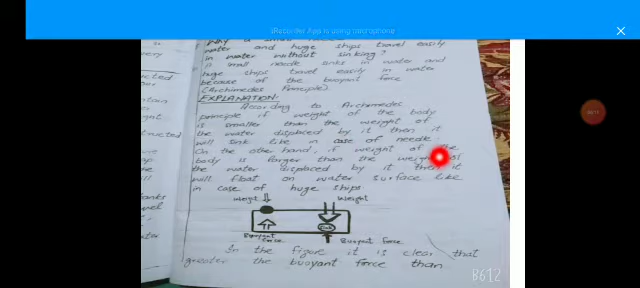 iRecorder App is using microphone
water and huge ships travel easily
in water without sinking?
A small needle sinks in water and
huge ships travel easily in water
because of the buoyant force
(Archimedes Principle).
EXPLANATION:
According to Archimedes
principle if weight of the body
is smaller than the weight of
the water displaced by it then it
will sink like in case of needle.
On the other hand, if weight of the
body is larger than the weight of
the water displaced by it then it
will float on water surface like
in case of huge ships.
weight
Weight
Buoyant
force
Buoyant force
In the figure it is clear that
greater the buoyant force than
B612